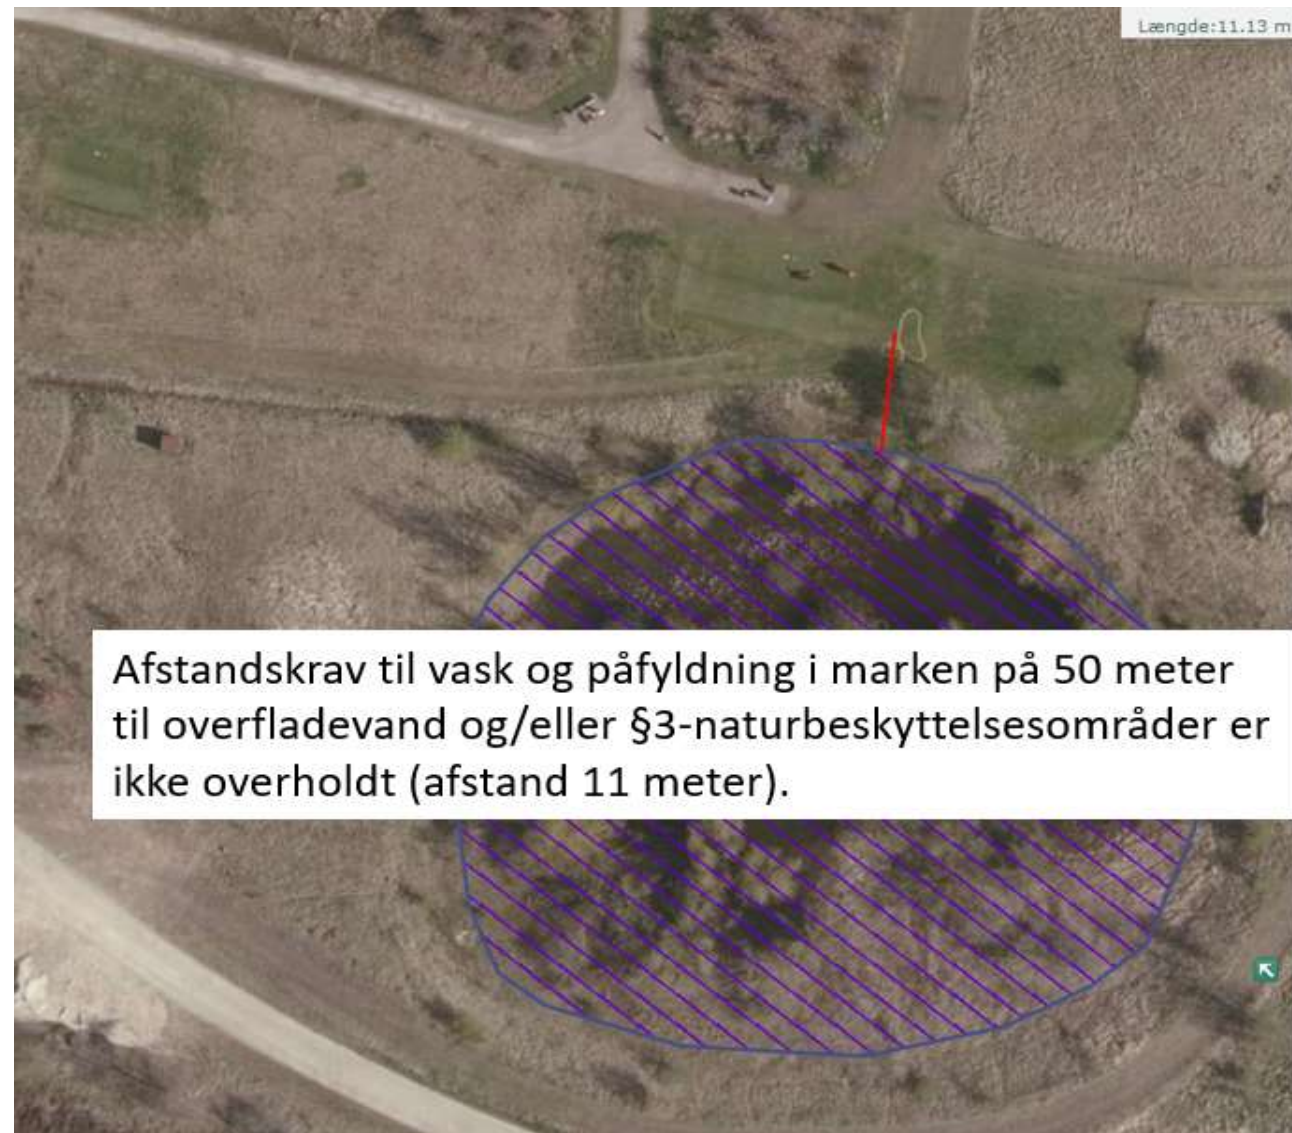 Længde:11.13 m
Afstandskrav til vask og påfyldning i marken på 50 meter
til overfladevand og/eller §3-naturbeskyttelsesområder er
ikke overholdt (afstand 11 meter).